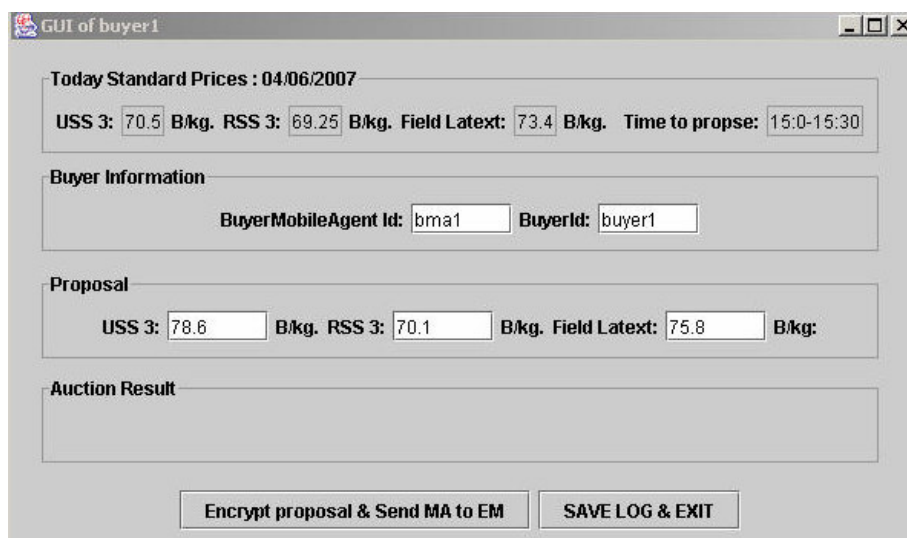 GUI of buyer1
Today Standard Prices : 04/06/2007
USS 3: 70.5 B/kg. RSS 3: 69.25 B/kg. Field Latext: 73.4 B/kg. Time to propse: 15:0-15:30
Buyer Information
BuyerMobileAgent Id: bma1 BuyerId: buyer1
Proposal
USS 3: 78.6 B/kg. RSS 3: 70.1 B/kg. Field Latext: 75.8 B/kg:
Auction Result
Encrypt proposal & Send MA to EM SAVE LOG & EXIT